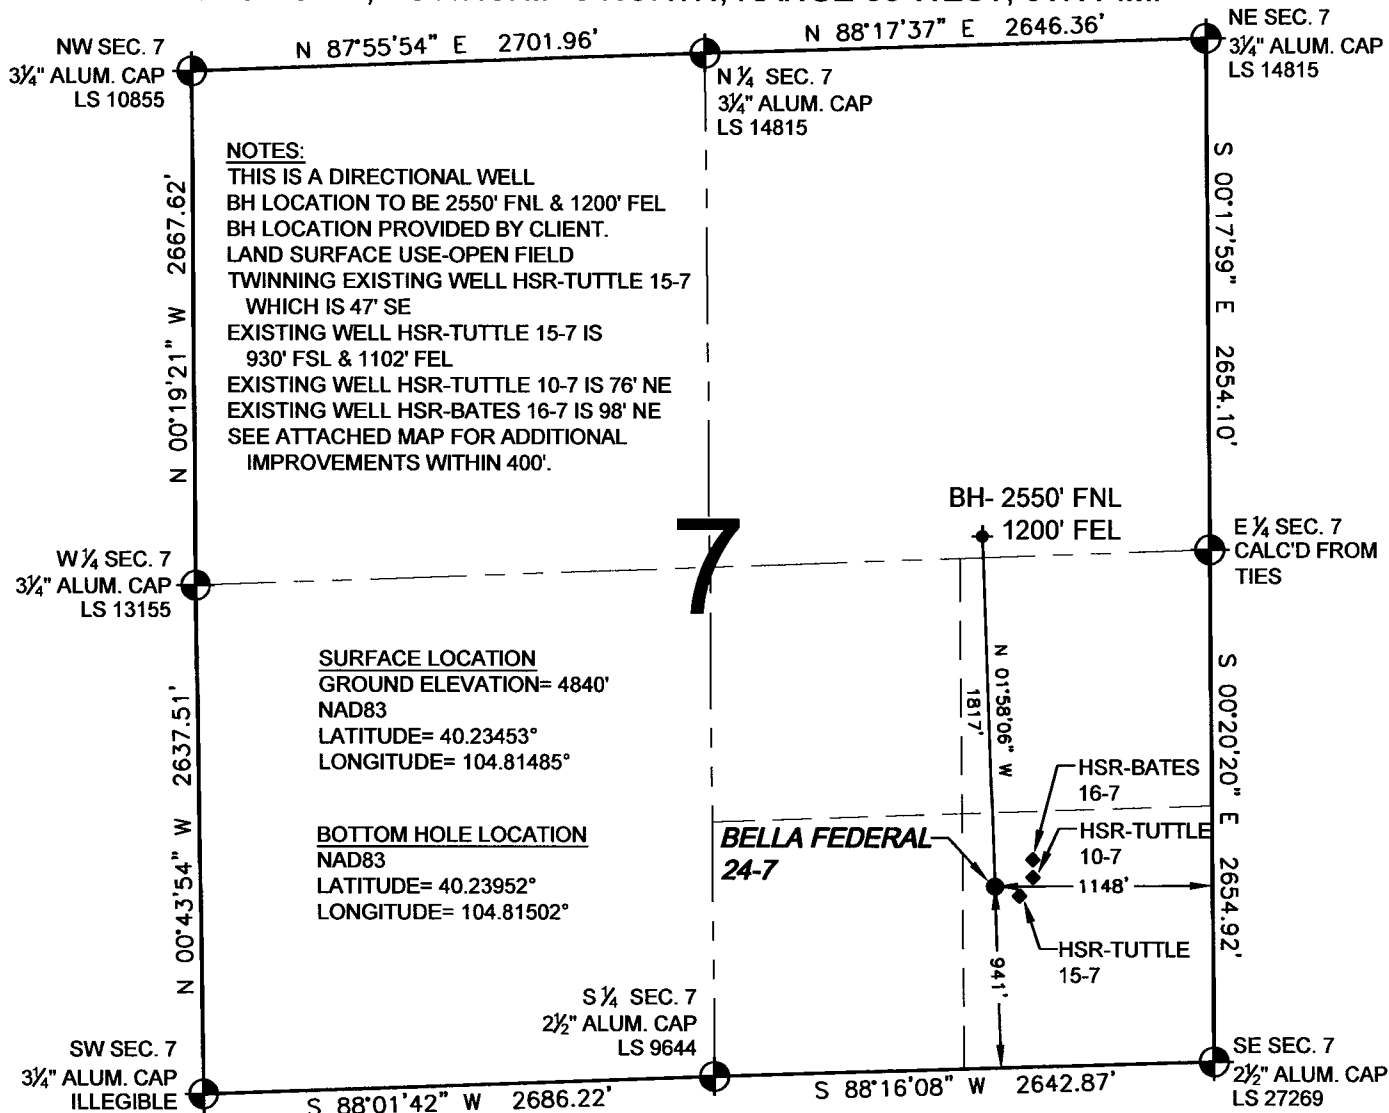 N 87°55'54" E 2701.96'
N 88°17'37" E 2646.36'
NW SEC. 7
3¼" ALUM. CAP
LS 10855
N ¼ SEC. 7
3¼" ALUM. CAP
LS 14815
NE SEC. 7
3¼" ALUM. CAP
LS 14815
NOTES:
THIS IS A DIRECTIONAL WELL
BH LOCATION TO BE 2550' FNL & 1200' FEL
BH LOCATION PROVIDED BY CLIENT.
LAND SURFACE USE-OPEN FIELD
TWINNING EXISTING WELL HSR-TUTTLE 15-7
WHICH IS 47' SE
EXISTING WELL HSR-TUTTLE 15-7 IS
930' FSL & 1102' FEL
EXISTING WELL HSR-TUTTLE 10-7 IS 76' NE
EXISTING WELL HSR-BATES 16-7 IS 98' NE
SEE ATTACHED MAP FOR ADDITIONAL
IMPROVEMENTS WITHIN 400'.
N 00°19'21" W 2667.62'
S 00°17'59" E 2654.10'
7
BH- 2550' FNL
1200' FEL
W ¼ SEC. 7
3¼" ALUM. CAP
LS 13155
E ¼ SEC. 7
CALC'D FROM
TIES
SURFACE LOCATION
GROUND ELEVATION= 4840'
NAD83
LATITUDE= 40.23453°
LONGITUDE= 104.81485°
BOTTOM HOLE LOCATION
NAD83
LATITUDE= 40.23952°
LONGITUDE= 104.81502°
N 00°43'54" W 2637.51'
N 01°58'06" W
1817'
S 00°20'20" E 2654.92'
HSR-BATES
16-7
HSR-TUTTLE
10-7
BELLA FEDERAL
24-7
1148'
HSR-TUTTLE
15-7
941'
S ¼ SEC. 7
2½" ALUM. CAP
LS 9644
SW SEC. 7
3¼" ALUM. CAP
ILLEGIBLE
SE SEC. 7
2½" ALUM. CAP
LS 27269
S 88°01'42" W 2686.22'
S 88°16'08" W 2642.87'